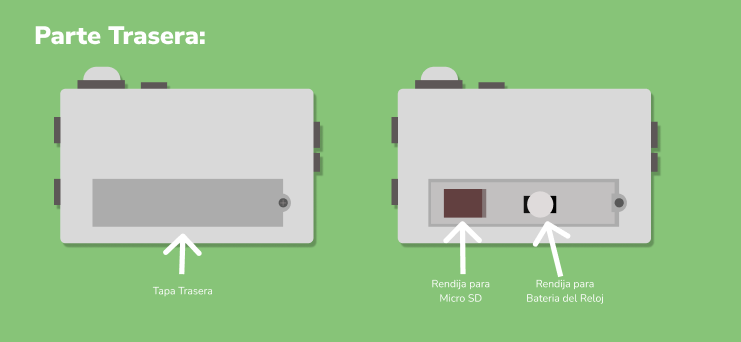 Parte Trasera:
Tapa Trasera
Rendija para
Micro SD
Rendija para
Bateria del Reloj